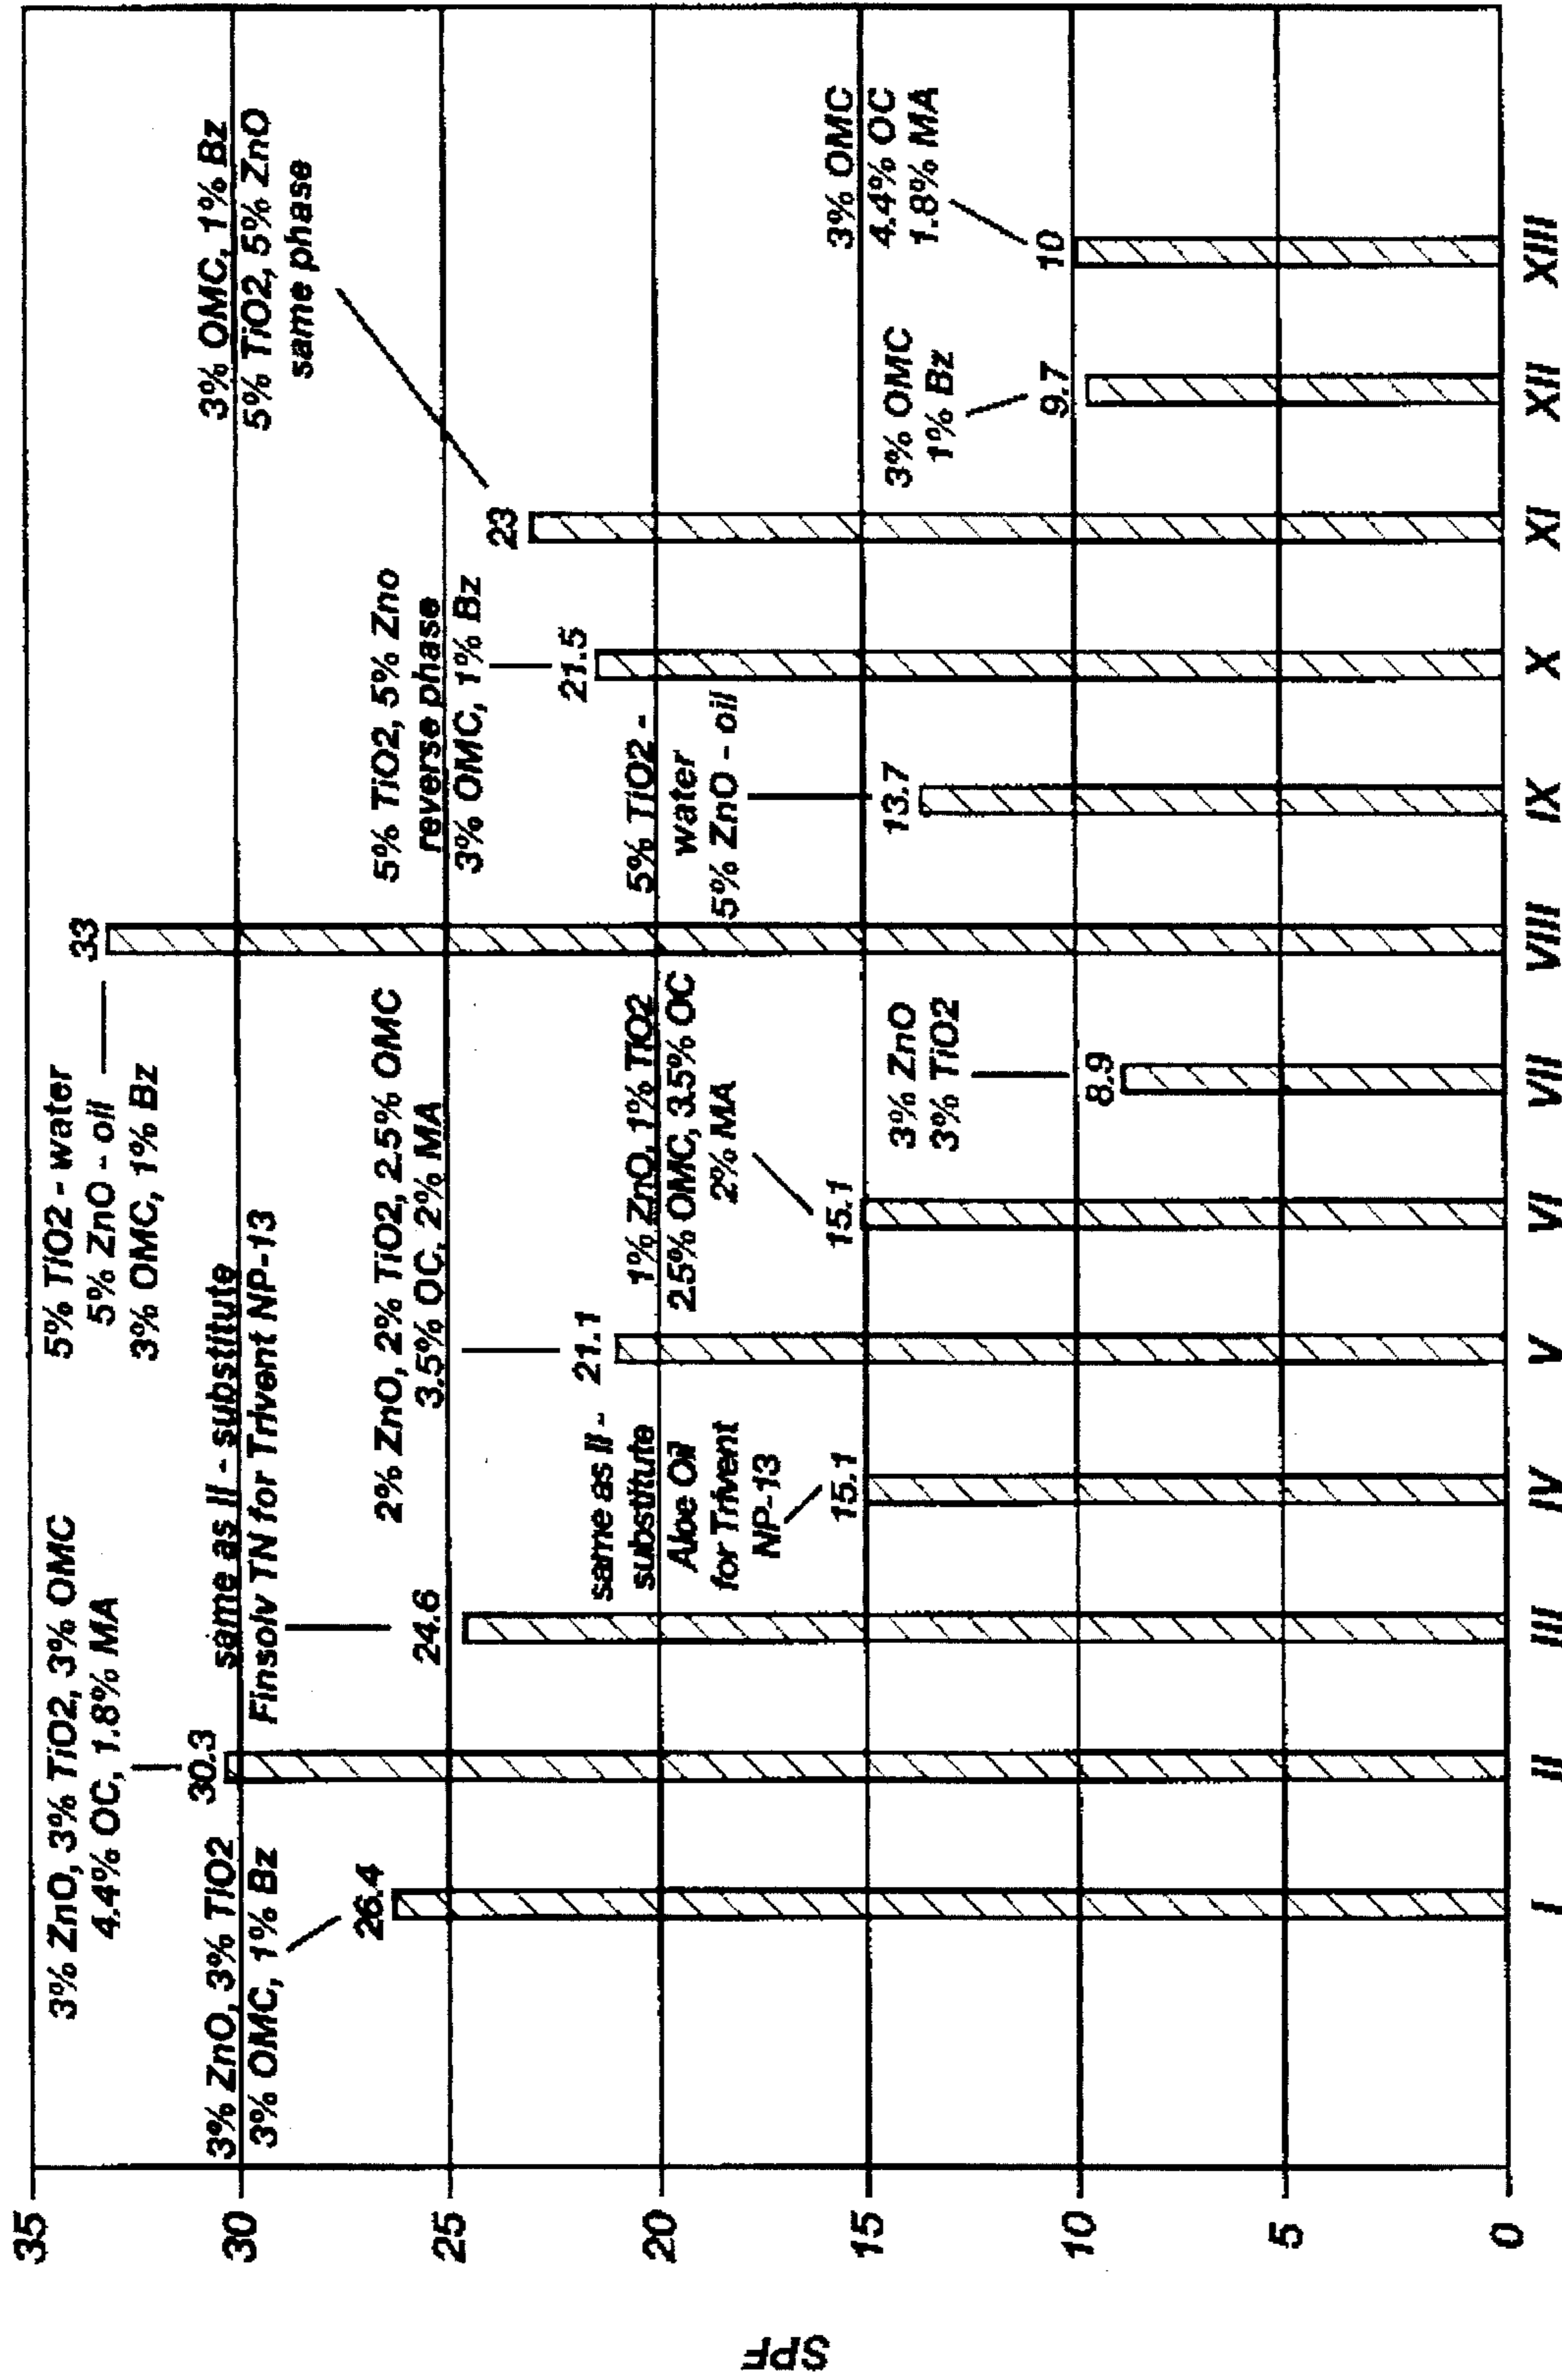 SPF
35
30
25
20
15
10
5
0
3% ZnO, 3% TiO2
3% OMC, 1% Bz
26.4
3% ZnO, 3% TiO2, 3% OMC
4.4% OC, 1.8% MA
30.3
same as II - substitute
Finsolv TN for Trivent NP-13
24.6
same as II -
substitute
Aloe Oil
for Trivent
NP-13
15.1
2% ZnO, 2% TiO2, 2.5% OMC
3.5% OC, 2% MA
21.1
1% ZnO, 1% TiO2
2.5% OMC, 3.5% OC
2% MA
15.1
3% ZnO
3% TiO2
8.9
5% TiO2 - water
5% ZnO - oil
3% OMC, 1% Bz
33
5% TiO2 -
water
5% ZnO - oil
13.7
5% TiO2, 5% Zno
reverse phase
3% OMC, 1% Bz
21.5
3% OMC, 1% Bz
5% TiO2, 5% ZnO
same phase
23
3% OMC
1% Bz
9.7
3% OMC
4.4% OC
1.8% MA
10
I II III IV V VI VII VIII IX X XI XII XIII